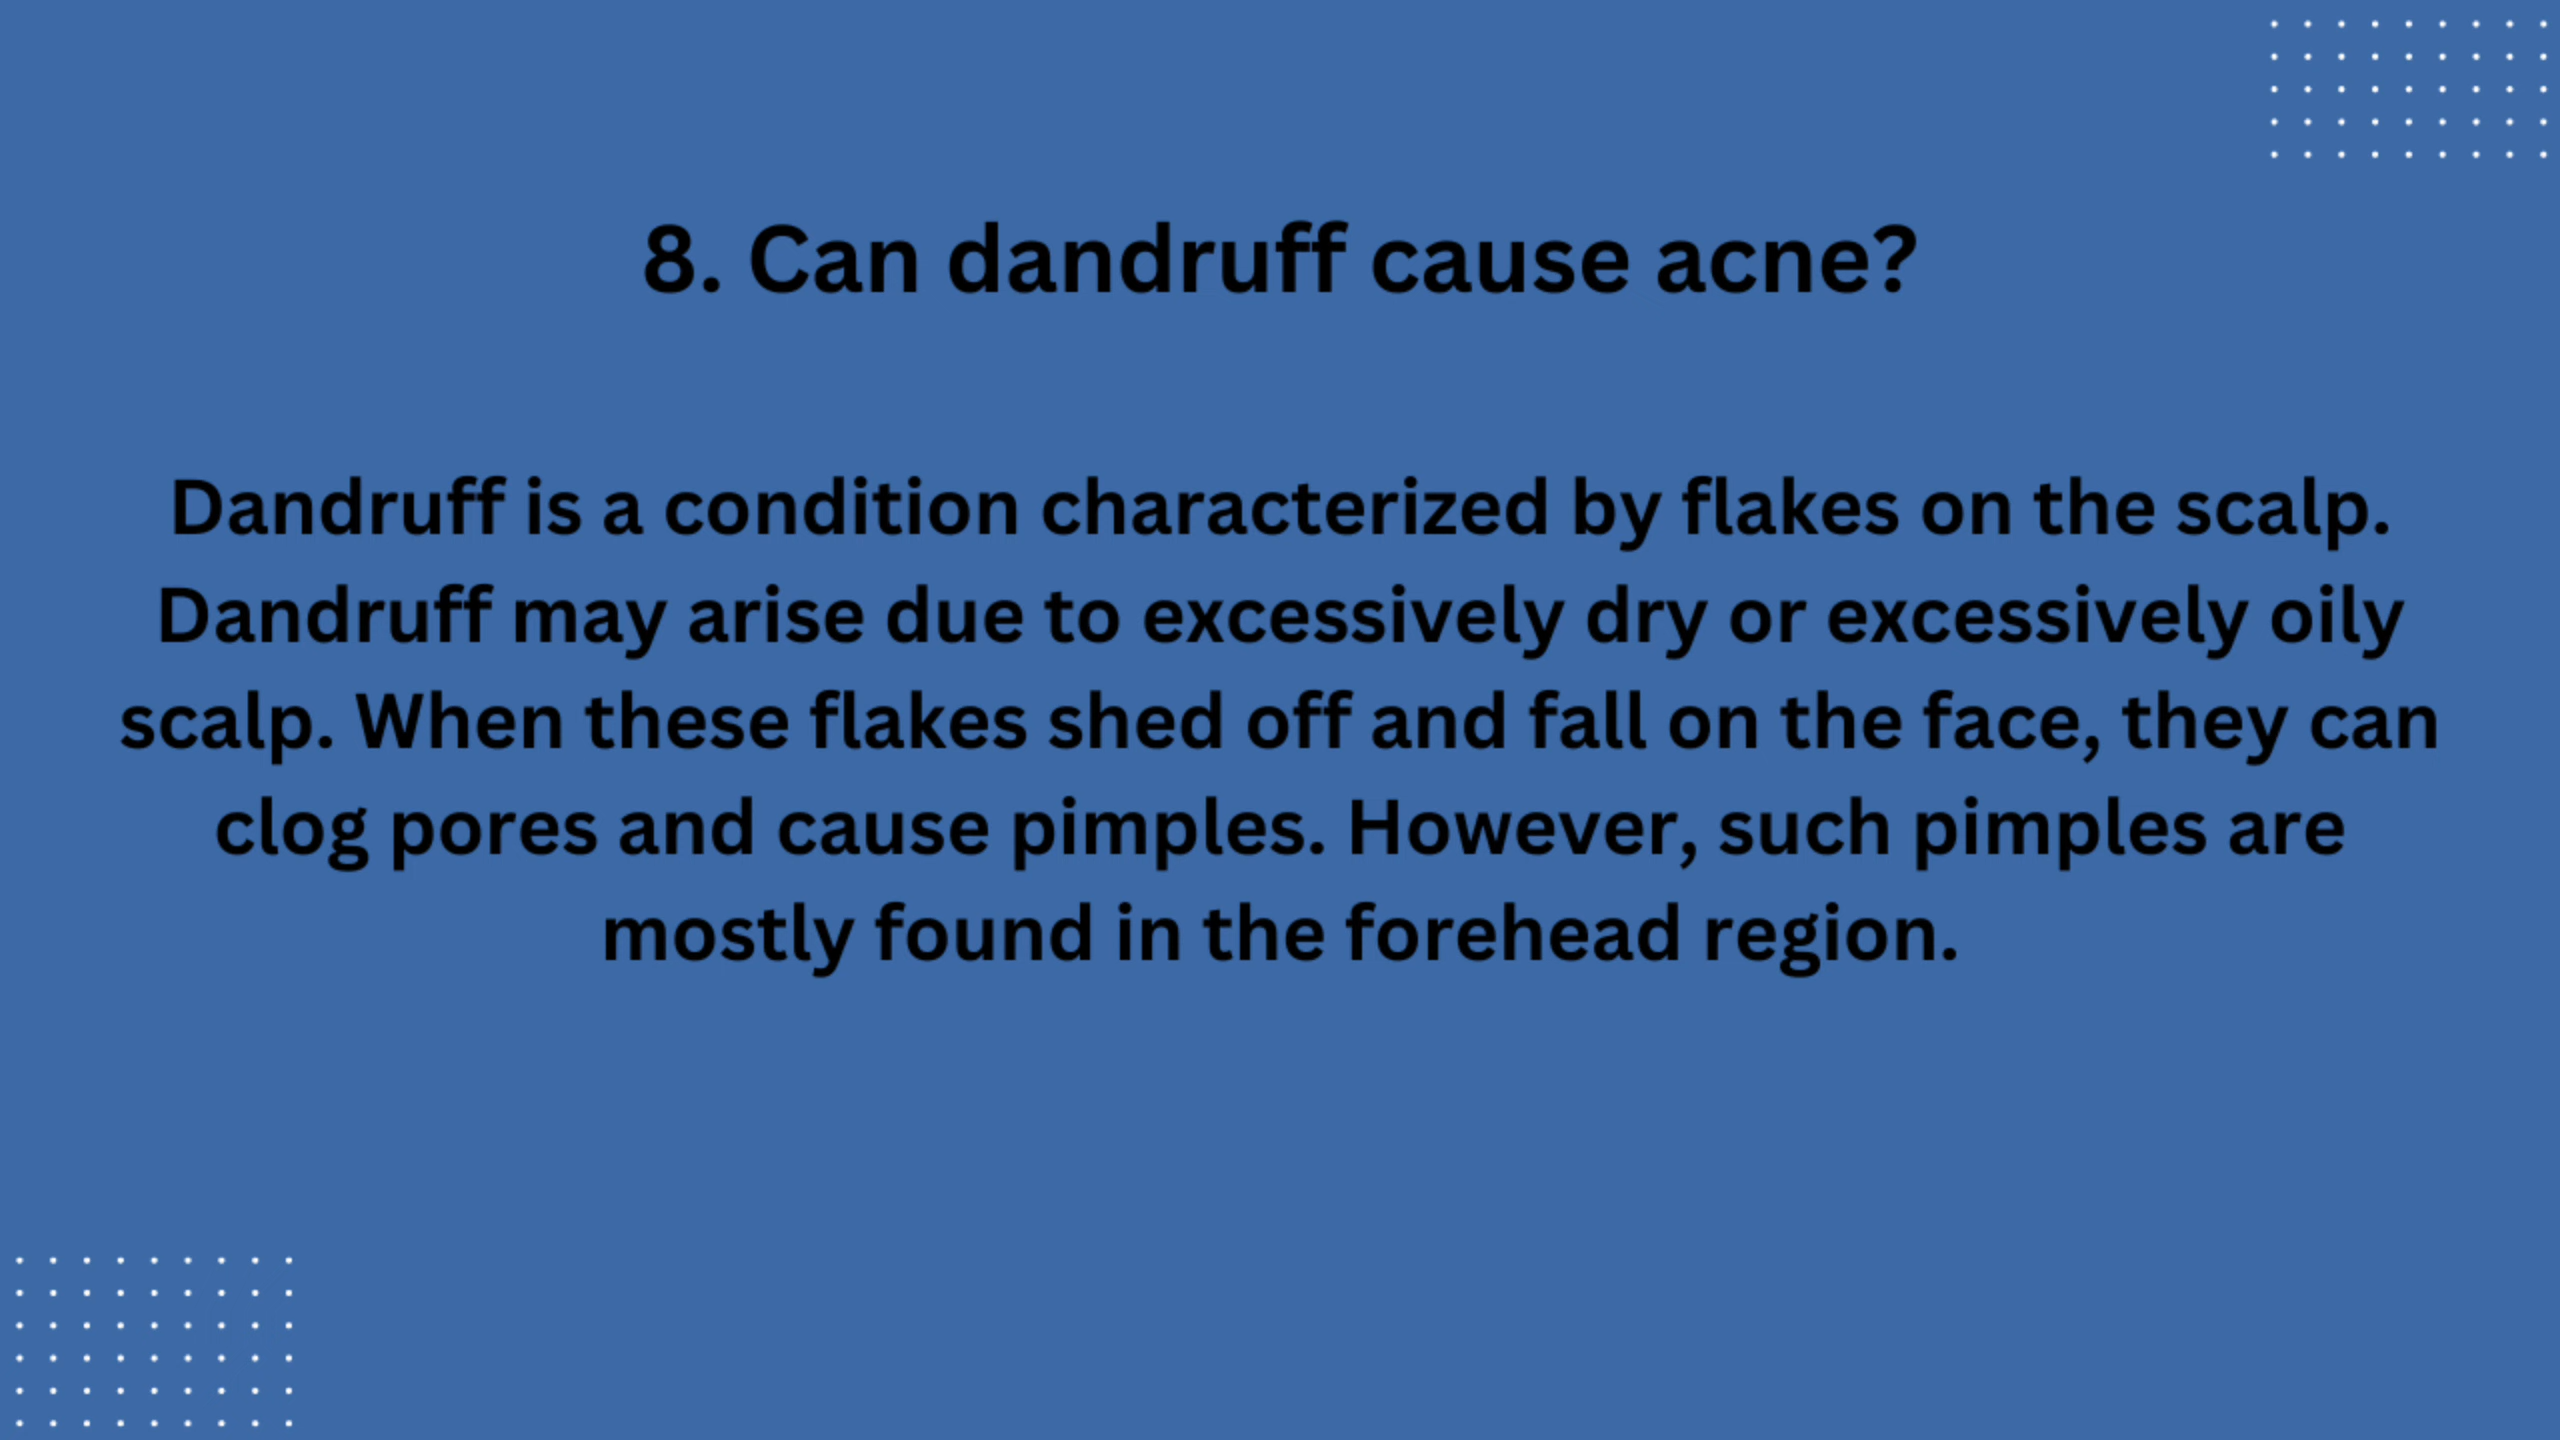 8. Can dandruff cause acne?
Dandruff is a condition characterized by flakes on the scalp.
Dandruff may arise due to excessively dry or excessively oily
scalp. When these flakes shed off and fall on the face, they can
clog pores and cause pimples. However, such pimples are
mostly found in the forehead region.